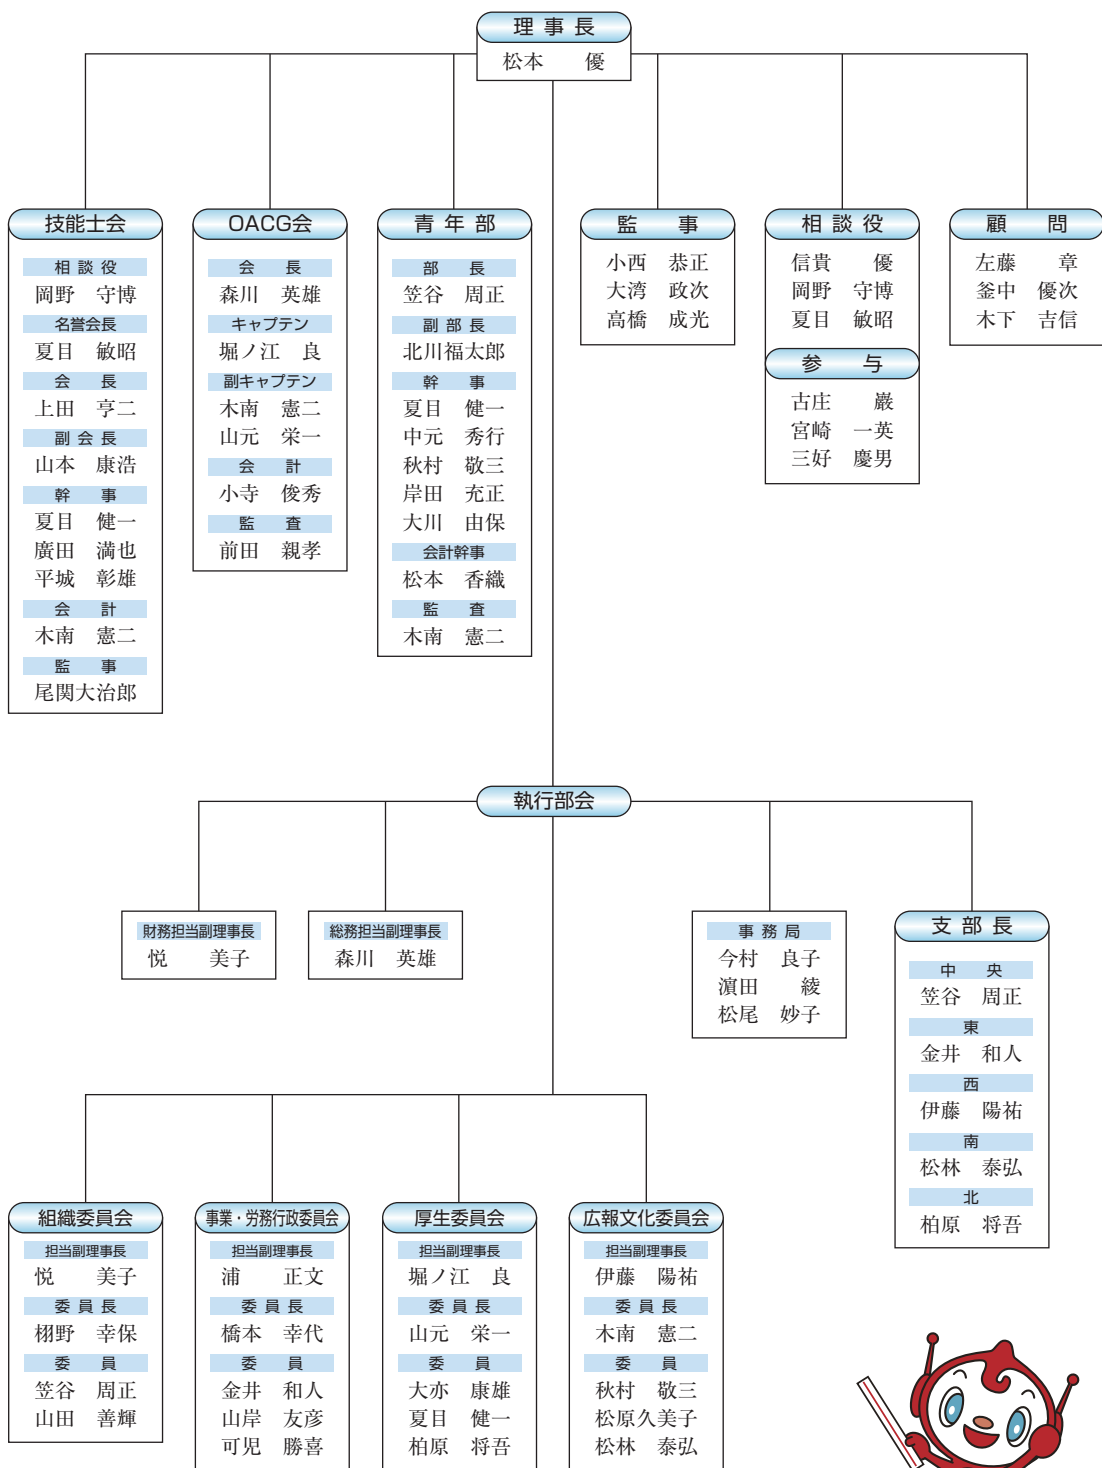 理事長
松本　優
技能士会
相談役
岡野　守博
名誉会長
夏目　敏昭
会長
上田　亨二
副会長
山本　康浩
幹事
夏目　健一
廣田　満也
平城　彰雄
会計
木南　憲二
監事
尾関大治郎
OACG会
会長
森川　英雄
キャプテン
堀ノ江　良
副キャプテン
木南　憲二
山元　栄一
会計
小寺　俊秀
監査
前田　親孝
青年部
部長
笠谷　周正
副部長
北川福太郎
幹事
夏目　健一
中元　秀行
秋村　敬三
岸田　充正
大川　由保
会計幹事
松本　香織
監査
木南　憲二
監事
小西　恭正
大湾　政次
高橋　成光
相談役
信貴　優
岡野　守博
夏目　敏昭
参与
古庄　巌
宮崎　一英
三好　慶男
顧問
左藤　章
釜中　優次
木下　吉信
執行部会
財務担当副理事長
悦　美子
総務担当副理事長
森川　英雄
事務局
今村　良子
濵田　綾
松尾　妙子
支部長
中央
笠谷　周正
東
金井　和人
西
伊藤　陽祐
南
松林　泰弘
北
柏原　将吾
組織委員会
担当副理事長
悦　美子
委員長
栩野　幸保
委員
笠谷　周正
山田　善輝
事業・労務行政委員会
担当副理事長
浦　正文
委員長
橋本　幸代
委員
金井　和人
山岸　友彦
可児　勝喜
厚生委員会
担当副理事長
堀ノ江　良
委員長
山元　栄一
委員
大亦　康雄
夏目　健一
柏原　将吾
広報文化委員会
担当副理事長
伊藤　陽祐
委員長
木南　憲二
委員
秋村　敬三
松原久美子
松林　泰弘